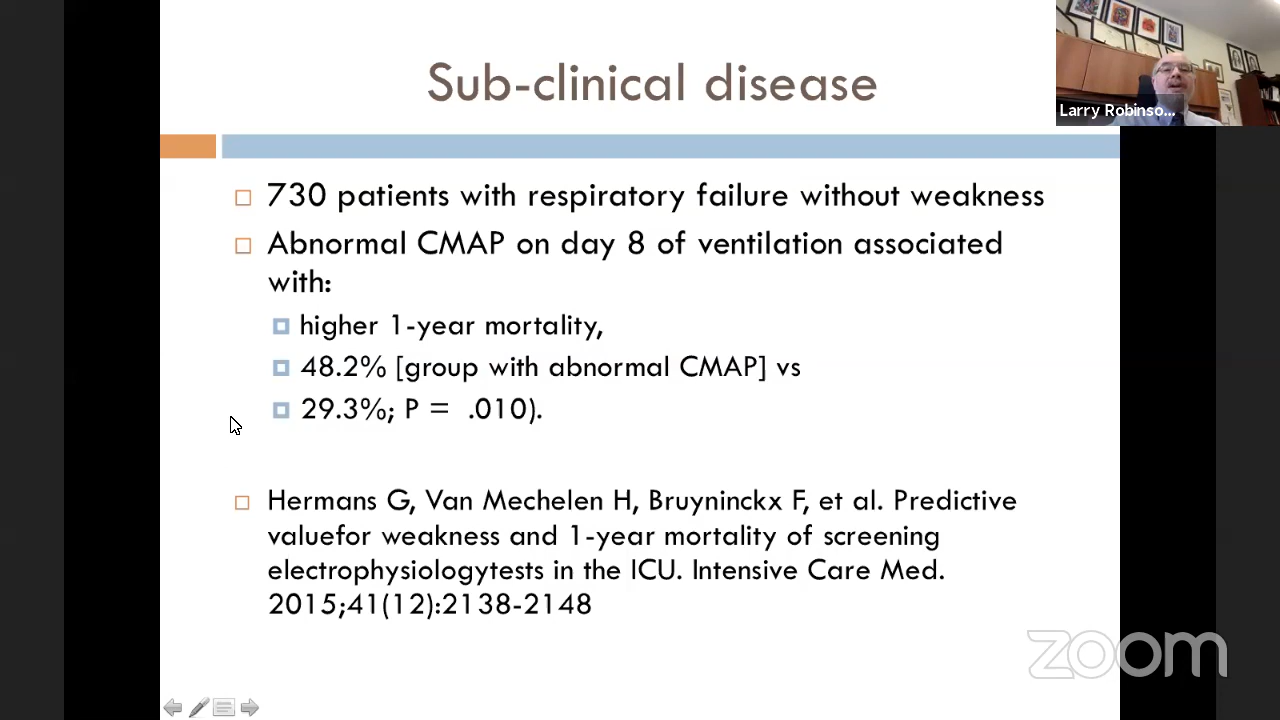 Sub-clinical disease
Larry Robinso...
730 patients with respiratory failure without weakness
Abnormal CMAP on day 8 of ventilation associated
with:
higher 1-year mortality,
48.2% [group with abnormal CMAP] vs
29.3%; P = .010).
Hermans G, Van Mechelen H, Bruyninckx F, et al. Predictive
valuefor weakness and 1-year mortality of screening
electrophysiologytests in the ICU. Intensive Care Med.
2015;41(12):2138-2148
zoom